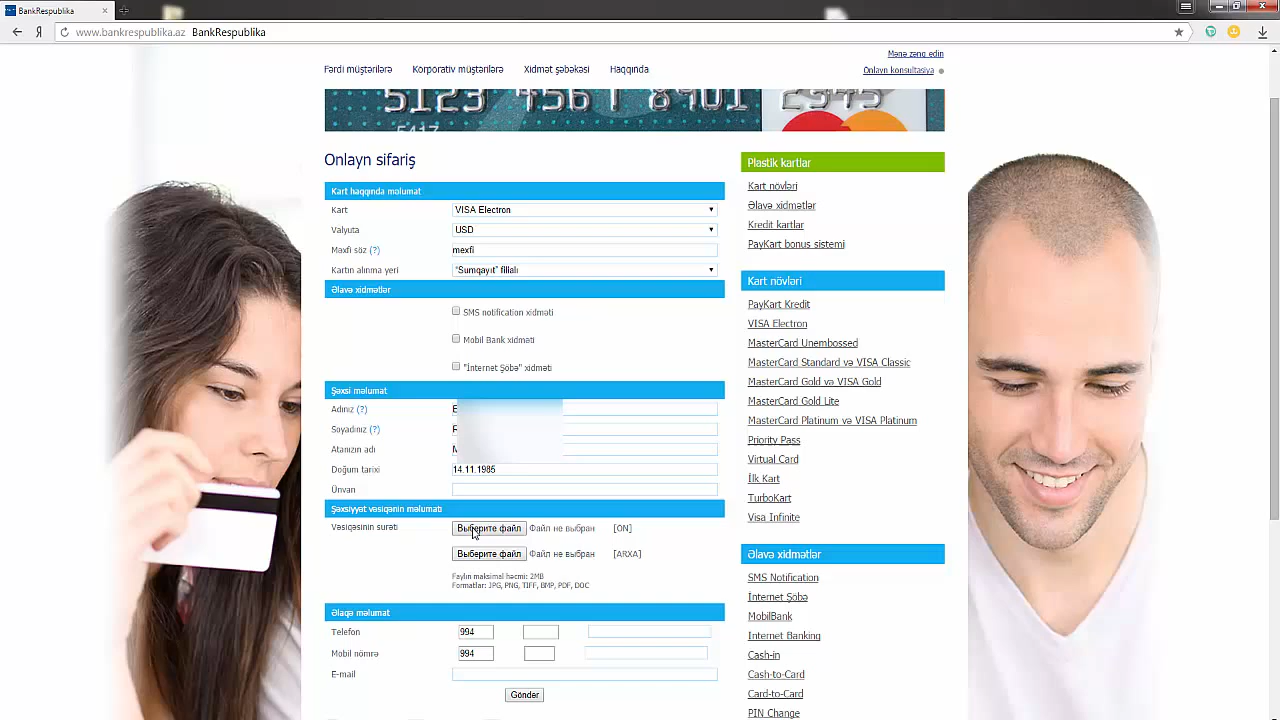 BankRespublika
www.bankrespublika.az BankRespublika
Mənə zəng edin
Fərdi müştərilərə Korporativ müştərilərə Xidmət şəbəkəsi Haqqında
Onlayn konsultasiya
5123 4567 8901 2345
Onlayn sifariş
Kart haqqında məlumat
Kart VISA Electron
Valyuta USD
Məxfi söz (?) mexfi
Kartın alınma yeri "Sumqayıt" filialı
Əlavə xidmətlər
SMS notification xidməti
Mobil Bank xidməti
"İnternet Şöbə" xidməti
Şəxsi məlumat
Adınız (?)
Soyadınız (?)
Atanızın adı
Doğum tarixi 14.11.1985
Ünvan
Şəxsiyyət vəsiqənin məlumatı
Vəsiqəsinin surəti Выберите файл Файл не выбран [ÖN]
Выберите файл Файл не выбран [ARXA]
Faylın maksimal həcmi: 2MB
Formatlar: JPG, PNG, TIFF, BMP, PDF, DOC
Əlaqə məlumat
Telefon 994
Mobil nömrə 994
E-mail
Göndər
Plastik kartlar
Kart növləri
Əlavə xidmətlər
Kredit kartlar
PayKart bonus sistemi
Kart növləri
PayKart Kredit
VISA Electron
MasterCard Unembossed
MasterCard Standard və VISA Classic
MasterCard Gold və VISA Gold
MasterCard Gold Lite
MasterCard Platinum və VISA Platinum
Priority Pass
Virtual Card
İlk Kart
TurboKart
Visa Infinite
Əlavə xidmətlər
SMS Notification
İnternet Şöbə
MobilBank
Internet Banking
Cash-in
Cash-to-Card
Card-to-Card
PIN Change